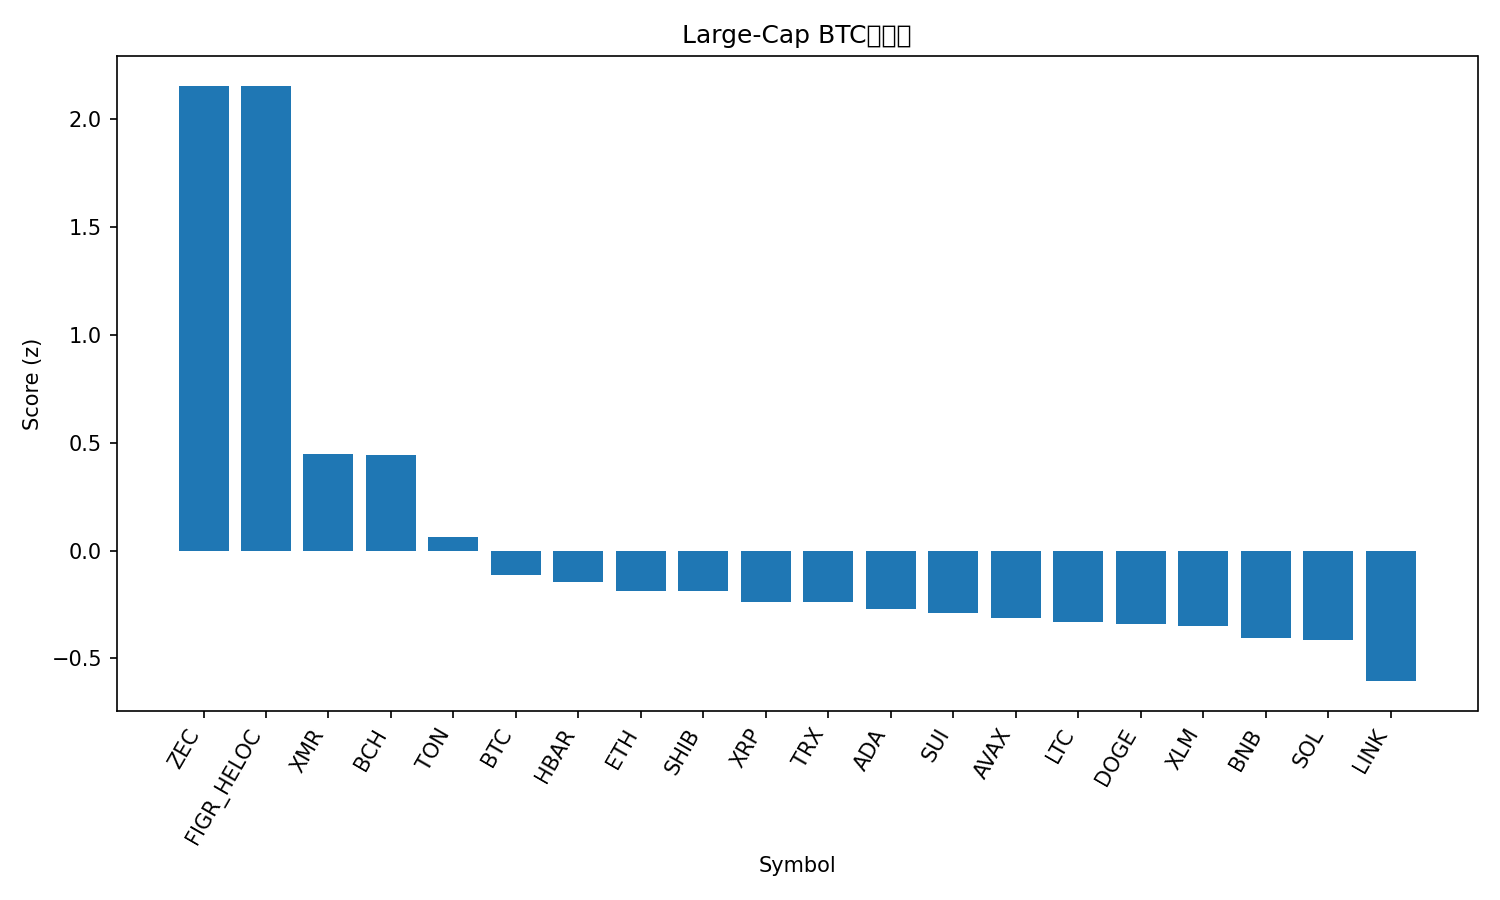 Large-Cap BTC
Score (z)
2.0
1.5
1.0
0.5
0.0
−0.5
ZEC
FIGR_HELOC
XMR
BCH
TON
BTC
HBAR
ETH
SHIB
XRP
TRX
ADA
SUI
AVAX
LTC
DOGE
XLM
BNB
SOL
LINK
Symbol